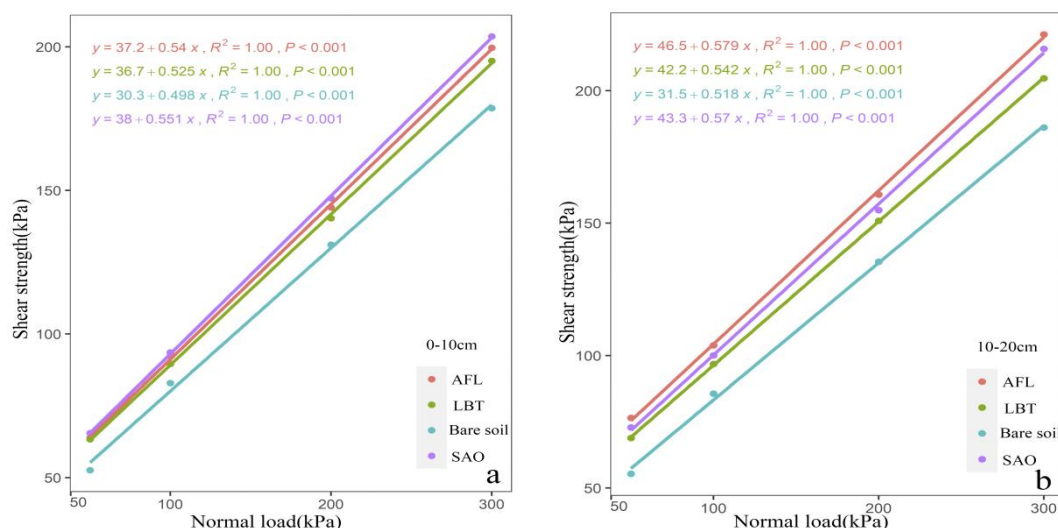 y = 37.2 + 0.54 x , R² = 1.00 , P < 0.001
y = 36.7 + 0.525 x , R² = 1.00 , P < 0.001
y = 30.3 + 0.498 x , R² = 1.00 , P < 0.001
y = 38 + 0.551 x , R² = 1.00 , P < 0.001
Shear strength(kPa)
200
150
100
50
0-10cm
AFL
LBT
Bare soil
SAO
a
50
100
200
300
Normal load(kPa)
y = 46.5 + 0.579 x , R² = 1.00 , P < 0.001
y = 42.2 + 0.542 x , R² = 1.00 , P < 0.001
y = 31.5 + 0.518 x , R² = 1.00 , P < 0.001
y = 43.3 + 0.57 x , R² = 1.00 , P < 0.001
Shear strength(kPa)
200
150
100
50
10-20cm
AFL
LBT
Bare soil
SAO
b
50
100
200
300
Normal load(kPa)